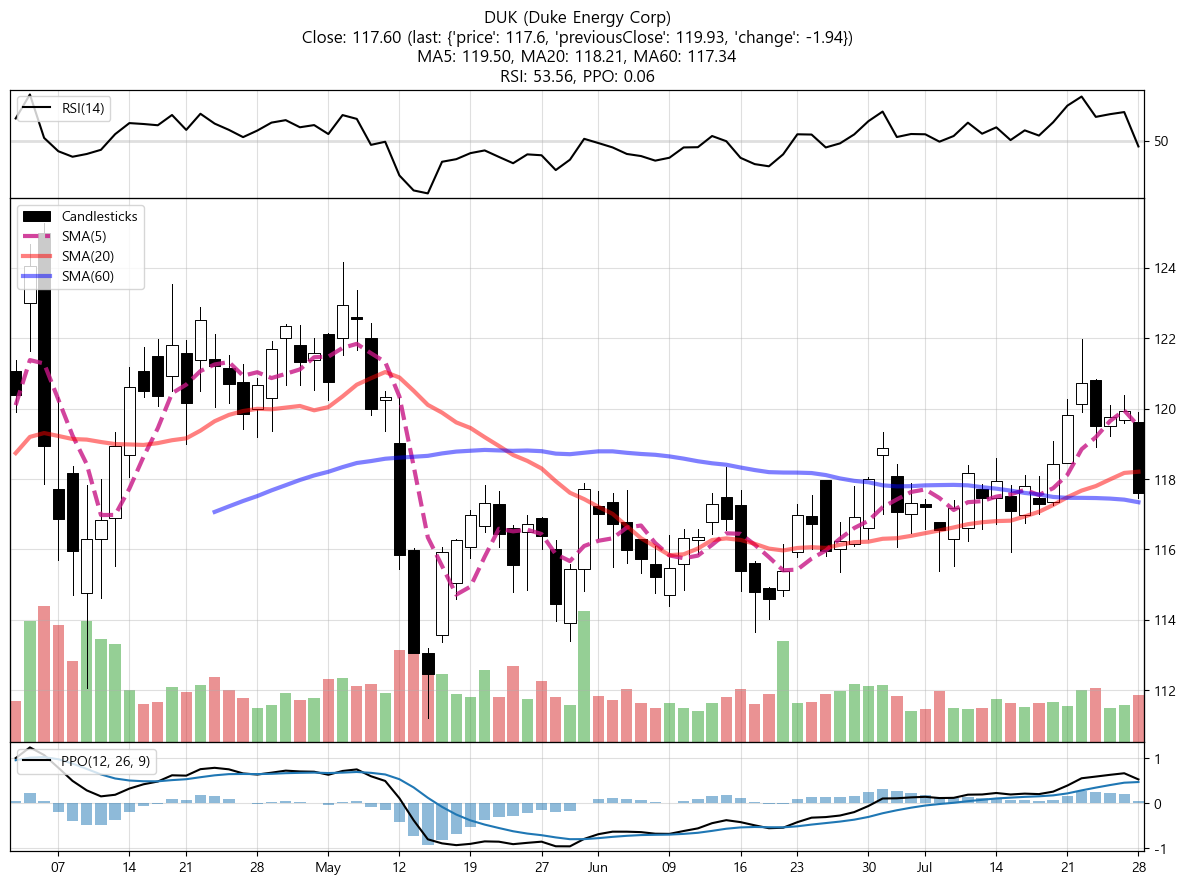 DUK (Duke Energy Corp)
Close: 117.60 (last: {'price': 117.6, 'previousClose': 119.93, 'change': -1.94})
MA5: 119.50, MA20: 118.21, MA60: 117.34
RSI: 53.56, PPO: 0.06
RSI(14)
50
Candlesticks
SMA(5)
SMA(20)
SMA(60)
124
122
120
118
116
114
112
PPO(12, 26, 9)
1
0
-1
07 14 21 28 May 12 19 27 Jun 09 16 23 30 Jul 14 21 28